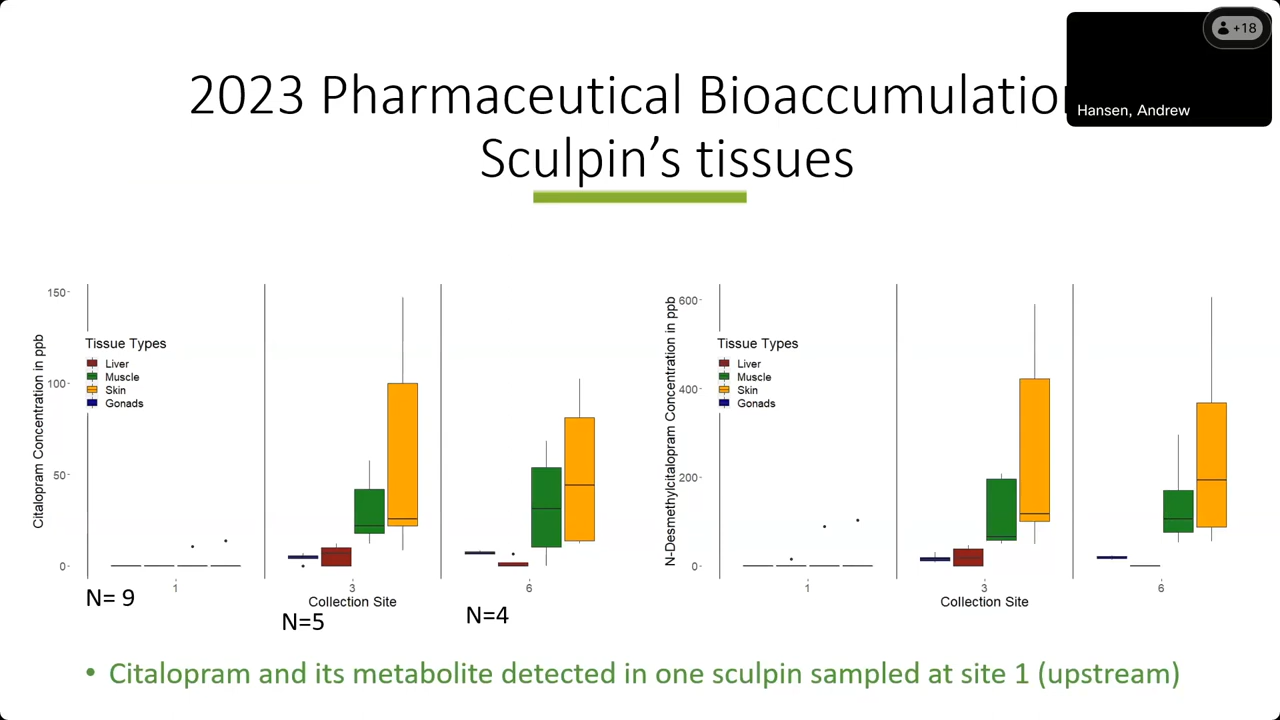 +18
Hansen, Andrew
2023 Pharmaceutical Bioaccumulatio
Sculpin's tissues
Citalopram Concentration in ppb
150
100
50
0
Tissue Types
Liver
Muscle
Skin
Gonads
1
3
6
Collection Site
N= 9
N=5
N=4
N-Desmethylcitalopram Concentration in ppb
600
400
200
0
Tissue Types
Liver
Muscle
Skin
Gonads
1
3
6
Collection Site
• Citalopram and its metabolite detected in one sculpin sampled at site 1 (upstream)